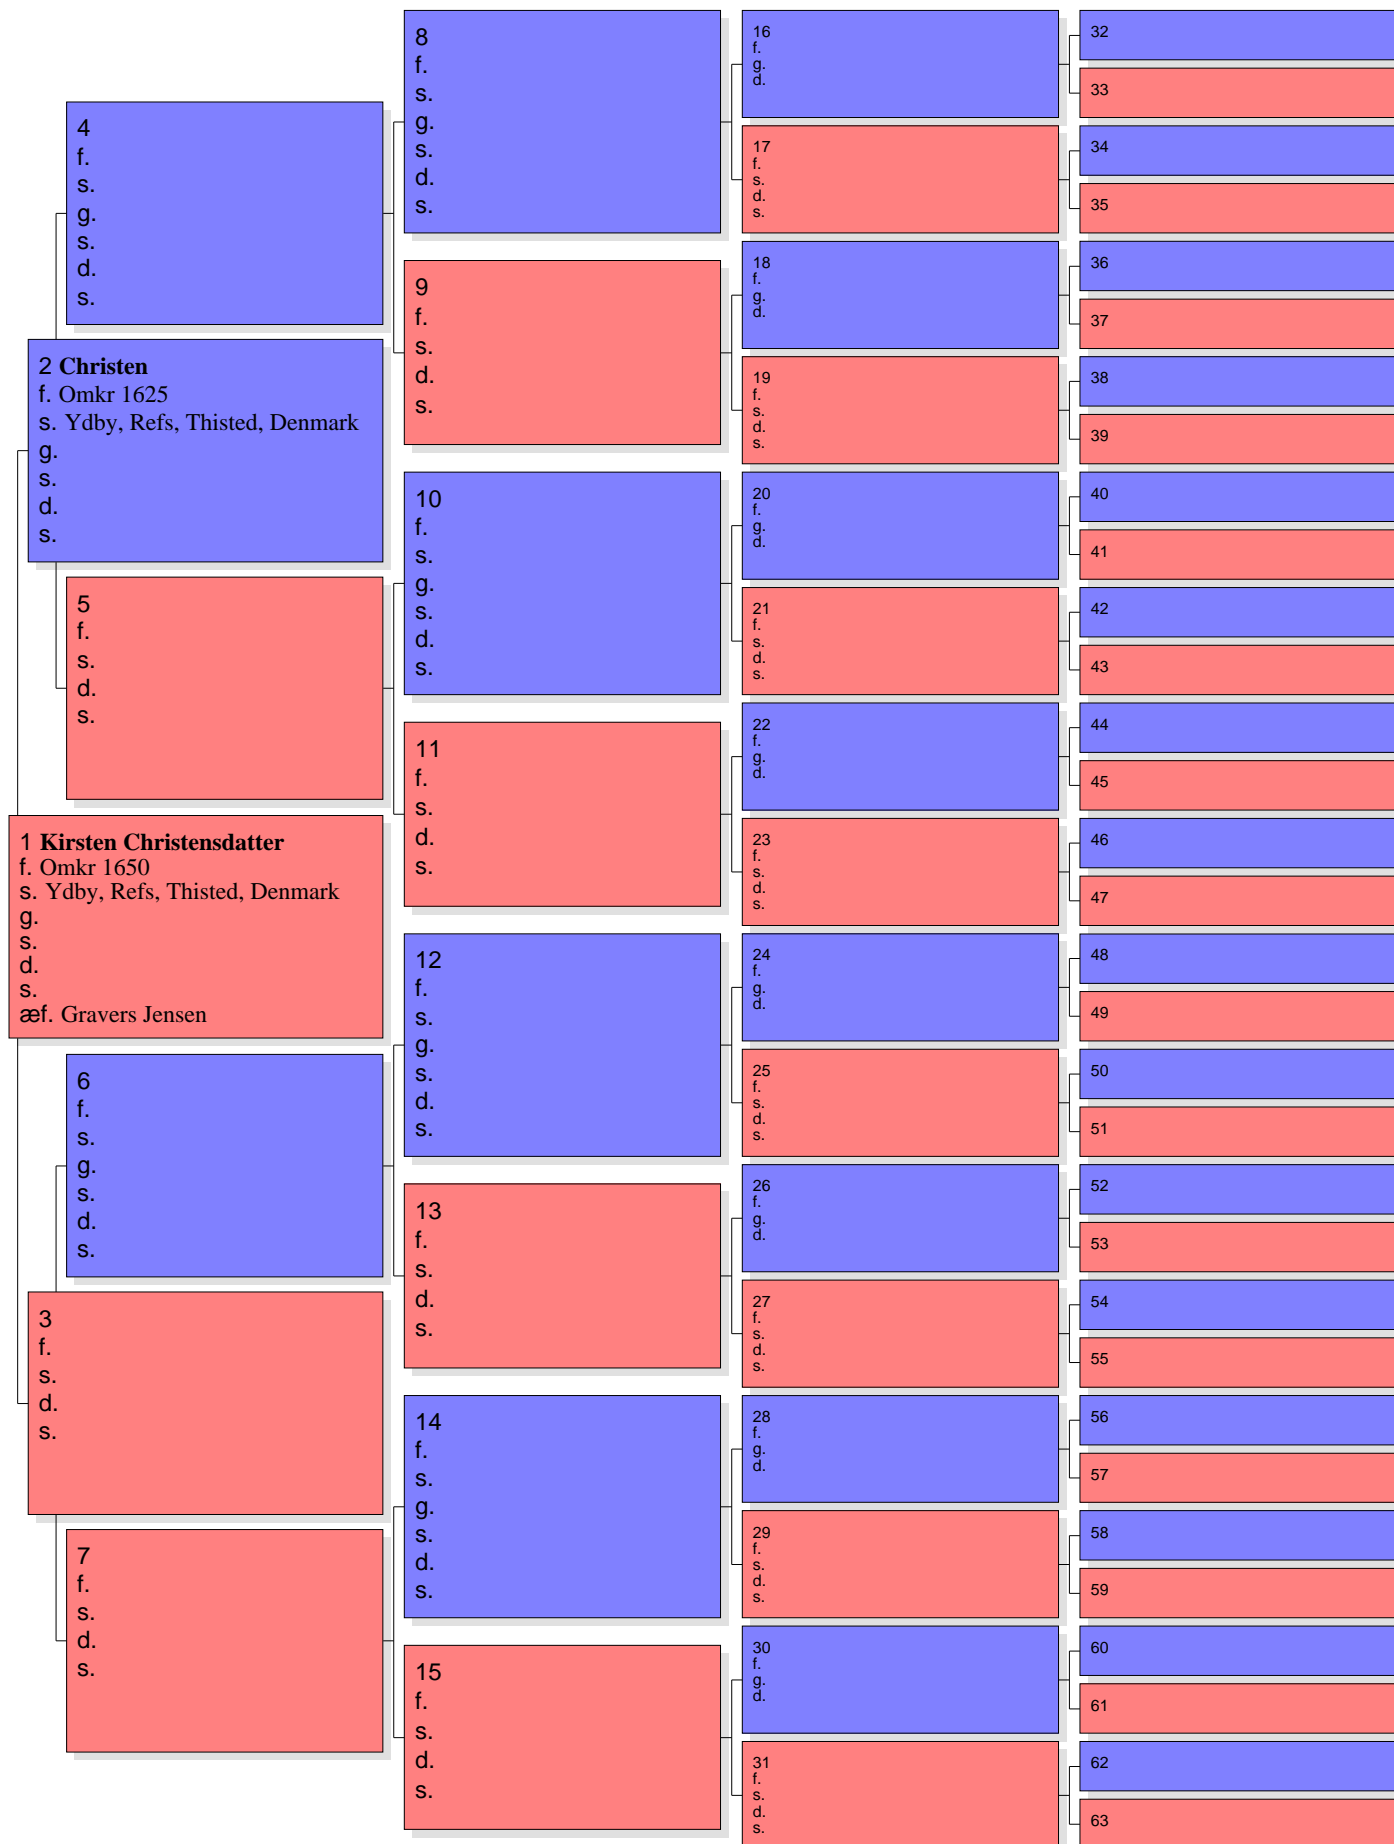 1 Kirsten Christensdatter
f. Omkr 1650
s. Ydby, Refs, Thisted, Denmark
g.
s.
d.
s.
æf. Gravers Jensen
2 Christen
f. Omkr 1625
s. Ydby, Refs, Thisted, Denmark
g.
s.
d.
s.
3
f.
s.
d.
s.
4
f.
s.
g.
s.
d.
s.
5
f.
s.
d.
s.
6
f.
s.
g.
s.
d.
s.
7
f.
s.
d.
s.
8
f.
s.
g.
s.
d.
s.
9
f.
s.
d.
s.
10
f.
s.
g.
s.
d.
s.
11
f.
s.
d.
s.
12
f.
s.
g.
s.
d.
s.
13
f.
s.
d.
s.
14
f.
s.
g.
s.
d.
s.
15
f.
s.
d.
s.
16
f.
g.
d.
17
f.
s.
d.
s.
18
f.
g.
d.
19
f.
s.
d.
s.
20
f.
g.
d.
21
f.
s.
d.
s.
22
f.
g.
d.
23
f.
s.
d.
s.
24
f.
g.
d.
25
f.
s.
d.
s.
26
f.
g.
d.
27
f.
s.
d.
s.
28
f.
g.
d.
29
f.
s.
d.
s.
30
f.
g.
d.
31
f.
s.
d.
s.
32
33
34
35
36
37
38
39
40
41
42
43
44
45
46
47
48
49
50
51
52
53
54
55
56
57
58
59
60
61
62
63